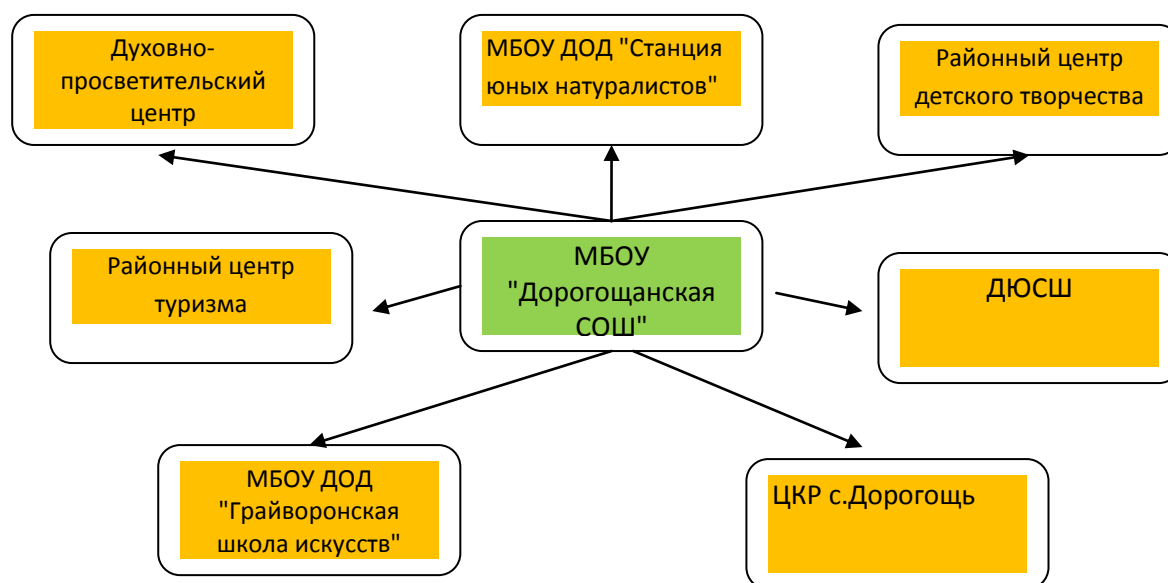 Духовно-
просветительский
центр
МБОУ ДОД "Станция
юных натуралистов"
Районный центр
детского творчества
Районный центр
туризма
МБОУ
"Дорогощанская
СОШ"
ДЮСШ
МБОУ ДОД
"Грайворонская
школа искусств"
ЦКР с.Дорогощь